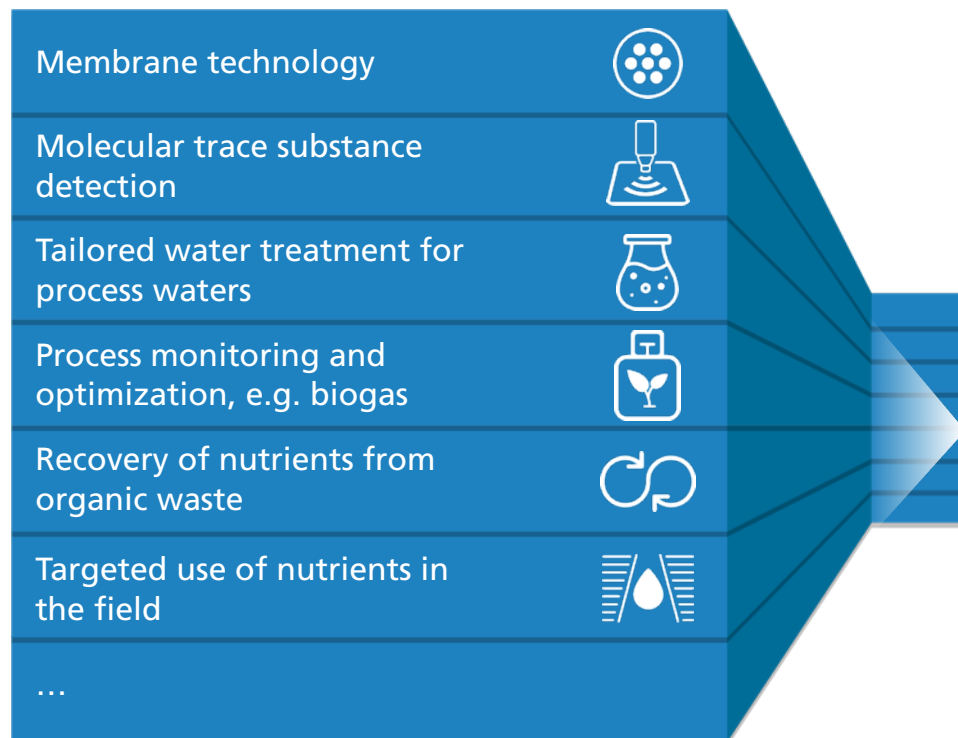 Membrane technology
Molecular trace substance
detection
Tailored water treatment for
process waters
Process monitoring and
optimization, e.g. biogas
Recovery of nutrients from
organic waste
Targeted use of nutrients in
the field
…